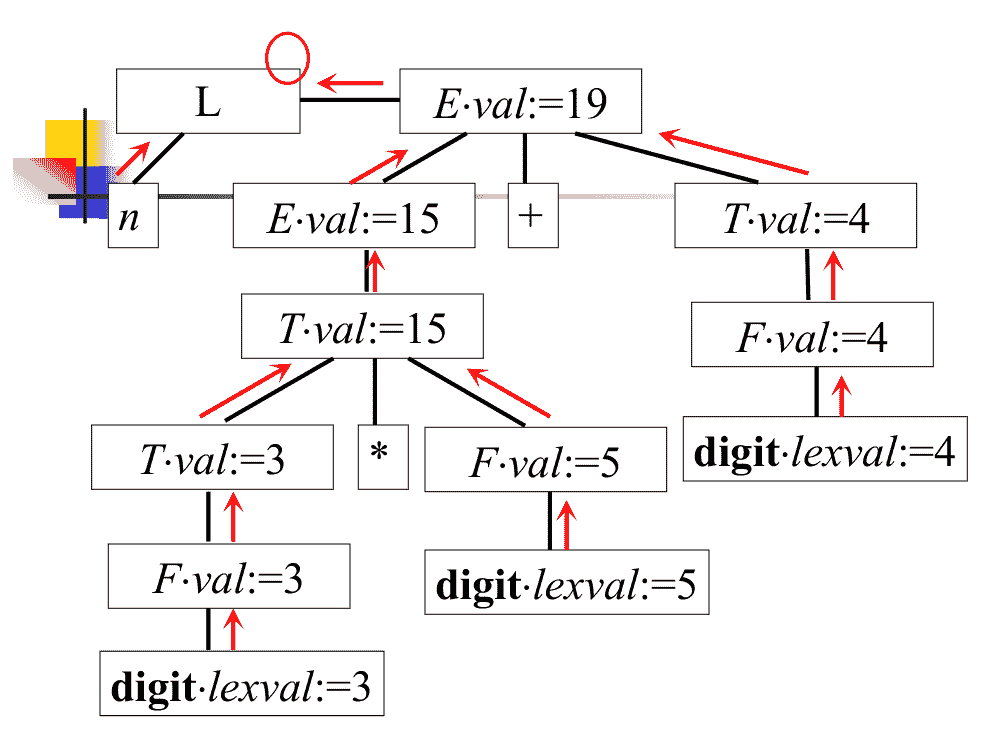 L
E·val:=19
n
E·val:=15
+
T·val:=4
T·val:=15
F·val:=4
T·val:=3
*
F·val:=5
digit·lexval:=4
F·val:=3
digit·lexval:=5
digit·lexval:=3